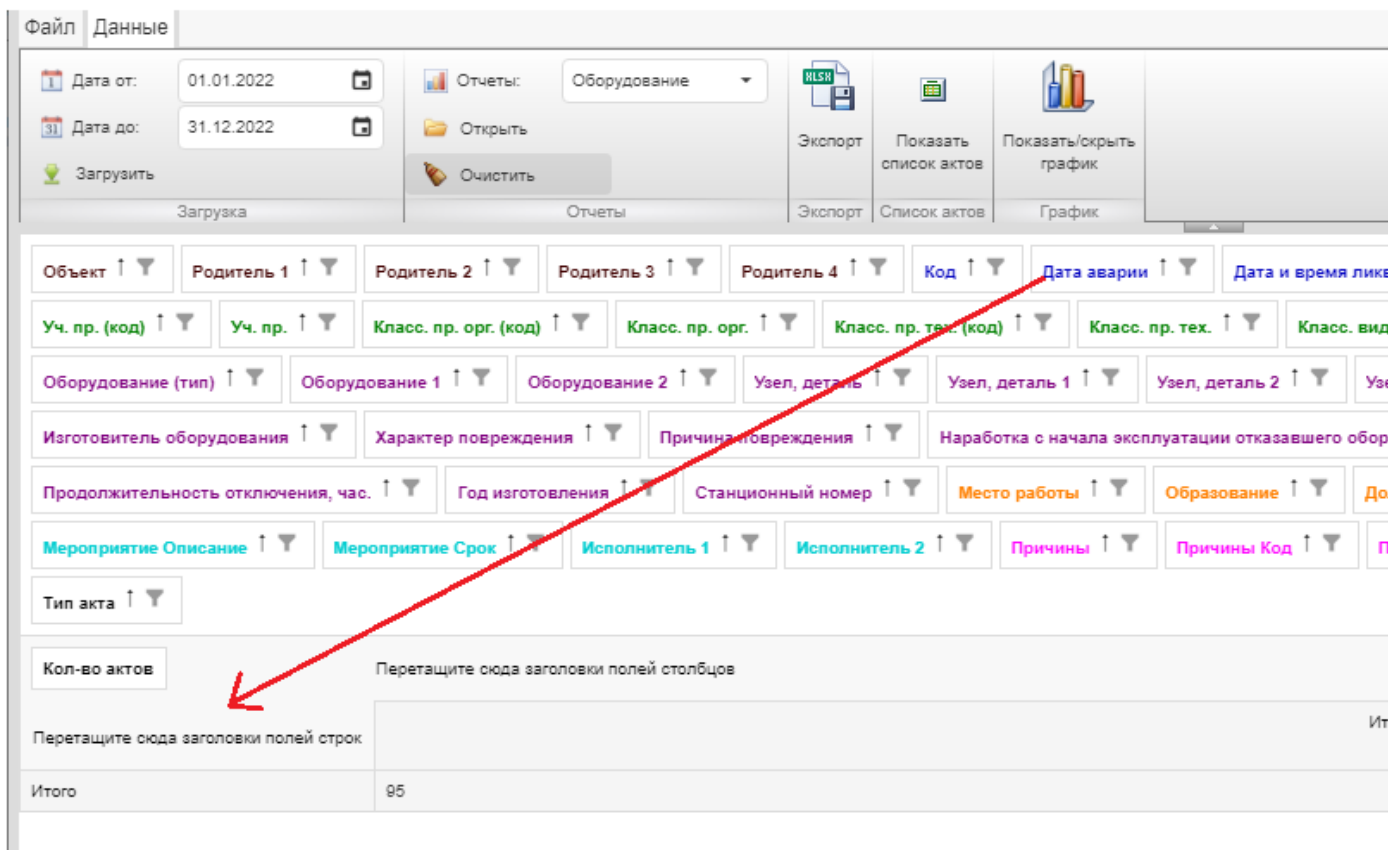 Файл Данные
Дата от: 01.01.2022 Отчеты: Оборудование XLSX
Дата до: 31 31.12.2022 Открыть Экспорт Показать список актов Показать/скрыть график
Загрузить Очистить
Загрузка Отчеты Экспорт Список актов График
Объект Родитель 1 Родитель 2 Родитель 3 Родитель 4 Код Дата аварии Дата и время ликв
Уч. пр. (код) Уч. пр. Класс. пр. орг. (код) Класс. пр. орг. Класс. пр. тех. (код) Класс. пр. тех. Класс. вид
Оборудование (тип) Оборудование 1 Оборудование 2 Узел, деталь Узел, деталь 1 Узел, деталь 2 Узе
Изготовитель оборудования Характер повреждения Причина повреждения Наработка с начала эксплуатации отказавшего обор
Продолжительность отключения, час. Год изготовления Станционный номер Место работы Образование До
Мероприятие Описание Мероприятие Срок Исполнитель 1 Исполнитель 2 Причины Причины Код П
Тип акта
Кол-во актов Перетащите сюда заголовки полей столбцов
Ит
Перетащите сюда заголовки полей строк
Итого 95